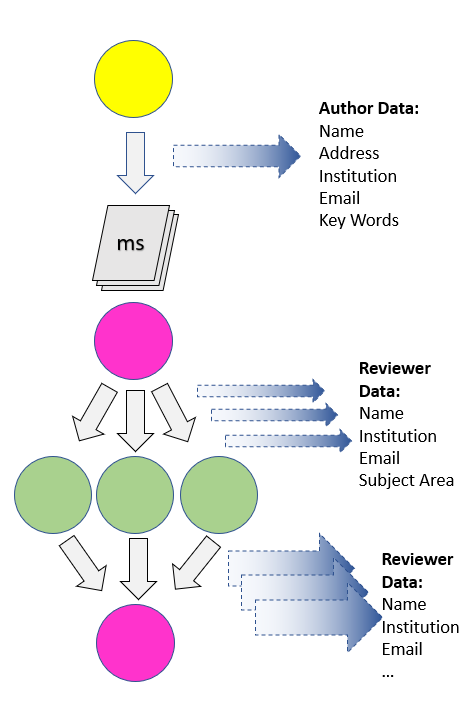 Author Data:
Name
Address
Institution
Email
Key Words
ms
Reviewer
Data:
Name
Institution
Email
Subject Area
Reviewer
Data:
Name
Institution
Email
...